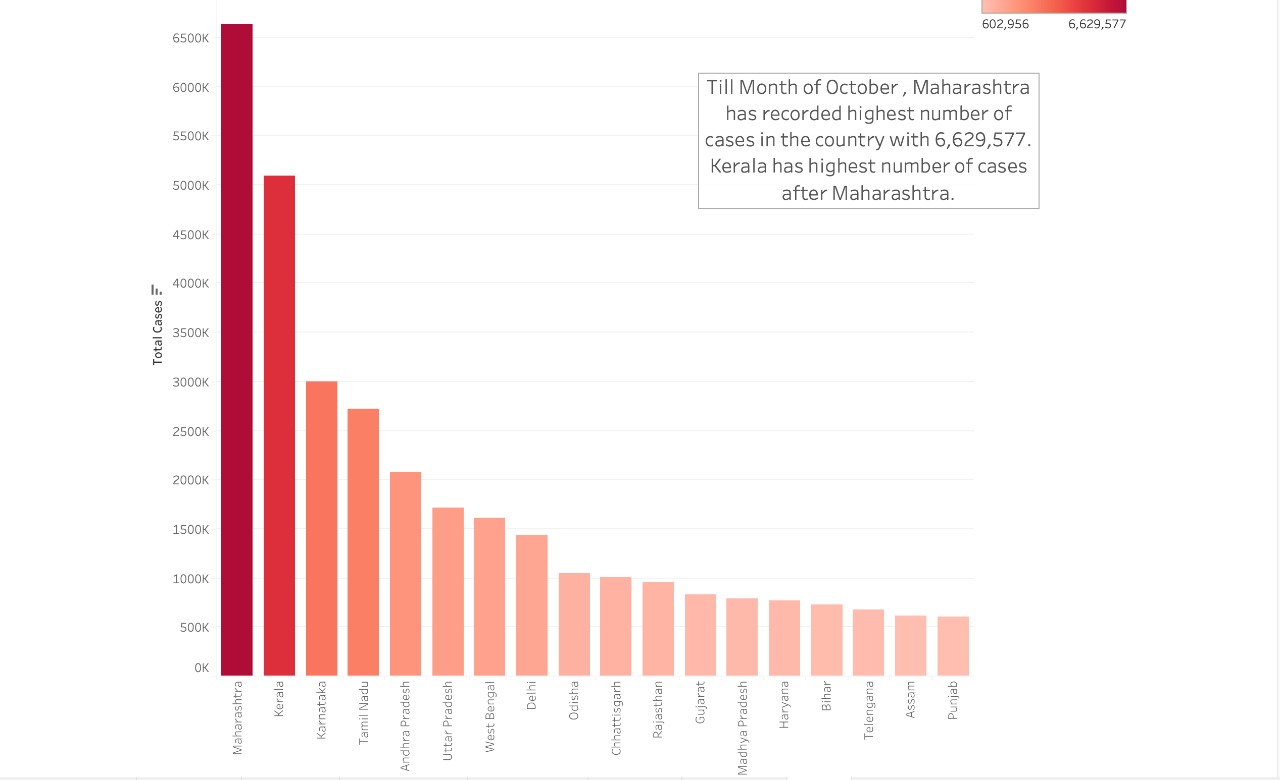 602,956 6,629,577
6500K
6000K
5500K
5000K
4500K
4000K
3500K
3000K
2500K
2000K
1500K
1000K
500K
0K
Total Cases
Till Month of October , Maharashtra
has recorded highest number of
cases in the country with 6,629,577.
Kerala has highest number of cases
after Maharashtra.
Maharashtra
Kerala
Karnataka
Tamil Nadu
Andhra Pradesh
Uttar Pradesh
West Bengal
Delhi
Odisha
Chhattisgarh
Rajasthan
Gujarat
Madhya Pradesh
Haryana
Bihar
Telengana
Assam
Punjab